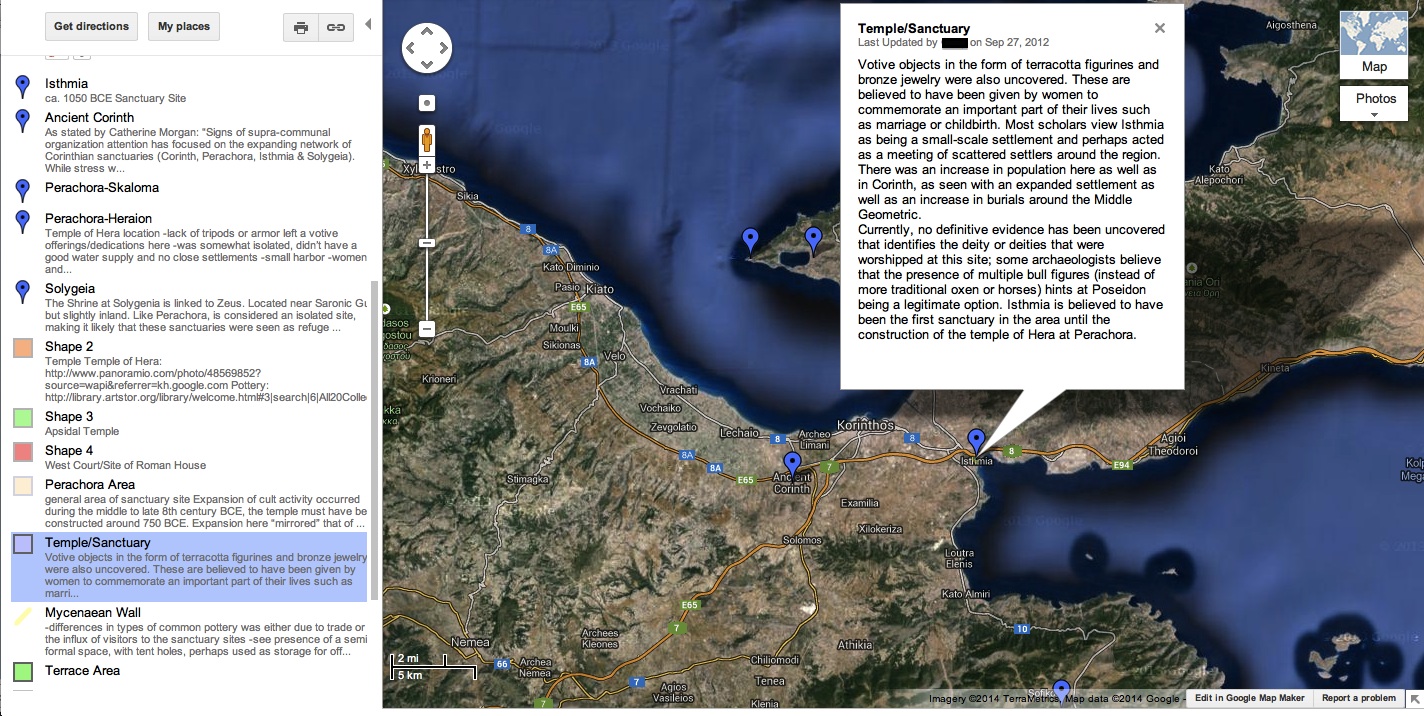 Get directions
My places
Isthmia
ca. 1050 BCE Sanctuary Site
Ancient Corinth
As stated by Catherine Morgan: "Signs of supra-communal
organization attention has focused on the expanding network of
Corinthian sanctuaries (Corinth, Perachora, Isthmia & Solygeia).
While stress w...
Perachora-Skaloma
Perachora-Heraion
Temple of Hera location -lack of tripods or armor left a votive
offerings/dedications here -was somewhat isolated, didn't have a
good water supply and no close settlements -small harbor -women
and...
Solygeia
The Shrine at Solygenia is linked to Zeus. Located near Saronic Gu
but slightly inland. Like Perachora, is considered an isolated site,
making it likely that these sanctuaries were seen as refuge ...
Shape 2
Temple Temple of Hera:
http://www.panoramio.com/photo/48569852?
source=wapi&referrer=kh.google.com Pottery:
http://library.artstor.org/library/welcome.html#3|search|6|All20Colle
Shape 3
Apsidal Temple
Shape 4
West Court/Site of Roman House
Perachora Area
general area of sanctuary site Expansion of cult activity occurred
during the middle to late 8th century BCE, the temple must have be
constructed around 750 BCE. Expansion here "mirrored" that of ...
Temple/Sanctuary
Votive objects in the form of terracotta figurines and bronze jewelry
were also uncovered. These are believed to have been given by
women to commemorate an important part of their lives such as
marri...
Mycenaean Wall
-differences in types of common pottery was either due to trade or
the influx of visitors to the sanctuary sites -see presence of a semi
formal space, with tent holes, perhaps used as storage for off...
Terrace Area
Temple/Sanctuary
Last Updated by on Sep 27, 2012
Votive objects in the form of terracotta figurines and
bronze jewelry were also uncovered. These are
believed to have been given by women to
commemorate an important part of their lives such
as marriage or childbirth. Most scholars view Isthmia
as being a small-scale settlement and perhaps acted
as a meeting of scattered settlers around the region.
There was an increase in population here as well as
in Corinth, as seen with an expanded settlement as
well as an increase in burials around the Middle
Geometric.
Currently, no definitive evidence has been uncovered
that identifies the deity or deities that were
worshipped at this site; some archaeologists believe
that the presence of multiple bull figures (instead of
more traditional oxen or horses) hints at Poseidon
being a legitimate option. Isthmia is believed to have
been the first sanctuary in the area until the
construction of the temple of Hera at Perachora.
Map
Photos
Aigosthena
Kato
Alepochori
Sikia
8
8A
Kato Diminio
Pasio
Kiato
E65
Moulki
Sikionas
8A
Velo
Krioneri
Vrachati
Vochaiko
Zevgolatio
Lechaio
8
Archeo
Limani
Korinthos
8
Isthmia
8
Kineta
Agioi
Theodoroi
E94
8A
8A
E65
7
Ancient
Corinth
Stimagka
Examilia
Xilokeriza
Solomos
Loutra
Elenis
Kato Almiri
E65
7
10
Nemea
Archees
Kleones
Athikia
66
Archea
Nemea
Chiliomodi
Tenea
7
Agios
Vasileios
Klenia
7
Sofiko
2 mi
5 km
Imagery ©2014 TerraMetrics, Map data ©2014 Google -
Edit in Google Map Maker
Report a problem